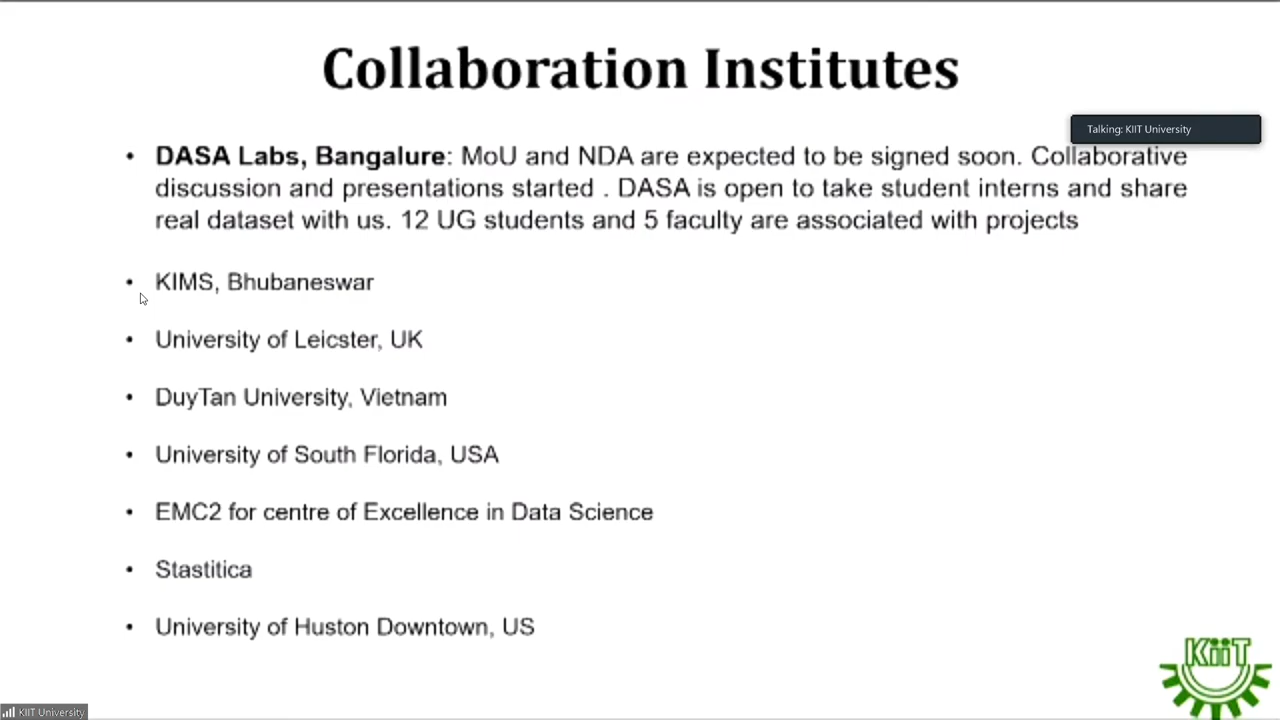 Collaboration Institutes
Talking: KIIT University
• DASA Labs, Bangalure: MoU and NDA are expected to be signed soon. Collaborative
discussion and presentations started . DASA is open to take student interns and share
real dataset with us. 12 UG students and 5 faculty are associated with projects
• KIMS, Bhubaneswar
• University of Leicster, UK
• DuyTan University, Vietnam
• University of South Florida, USA
• EMC2 for centre of Excellence in Data Science
• Stastitica
• University of Huston Downtown, US
KiiT
KIIT University